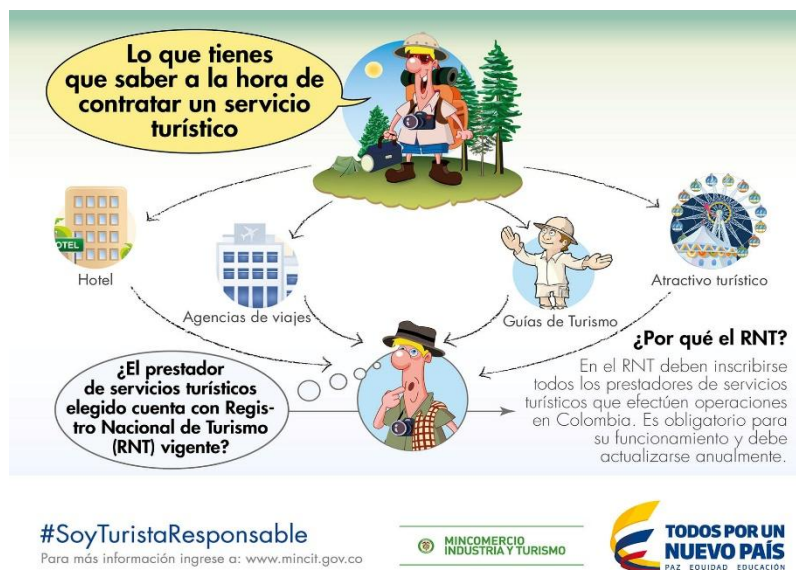 Lo que tienes
que saber a la hora de
contratar un servicio
turístico
HOTEL
Hotel
Agencias de viajes
Guías de Turismo
Atractivo turístico
¿El prestador
de servicios turísticos
elegido cuenta con Regis-
tro Nacional de Turismo
(RNT) vigente?
¿Por qué el RNT?
En el RNT deben inscribirse
todos los prestadores de servicios
turísticos que efectúen operaciones
en Colombia. Es obligatorio para
su funcionamiento y debe
actualizarse anualmente.
#SoyTuristaResponsable
Para más información ingrese a: www.mincit.gov.co
MINCOMERCIO
INDUSTRIA Y TURISMO
TODOS POR UN
NUEVO PAÍS
PAZ EQUIDAD EDUCACIÓN